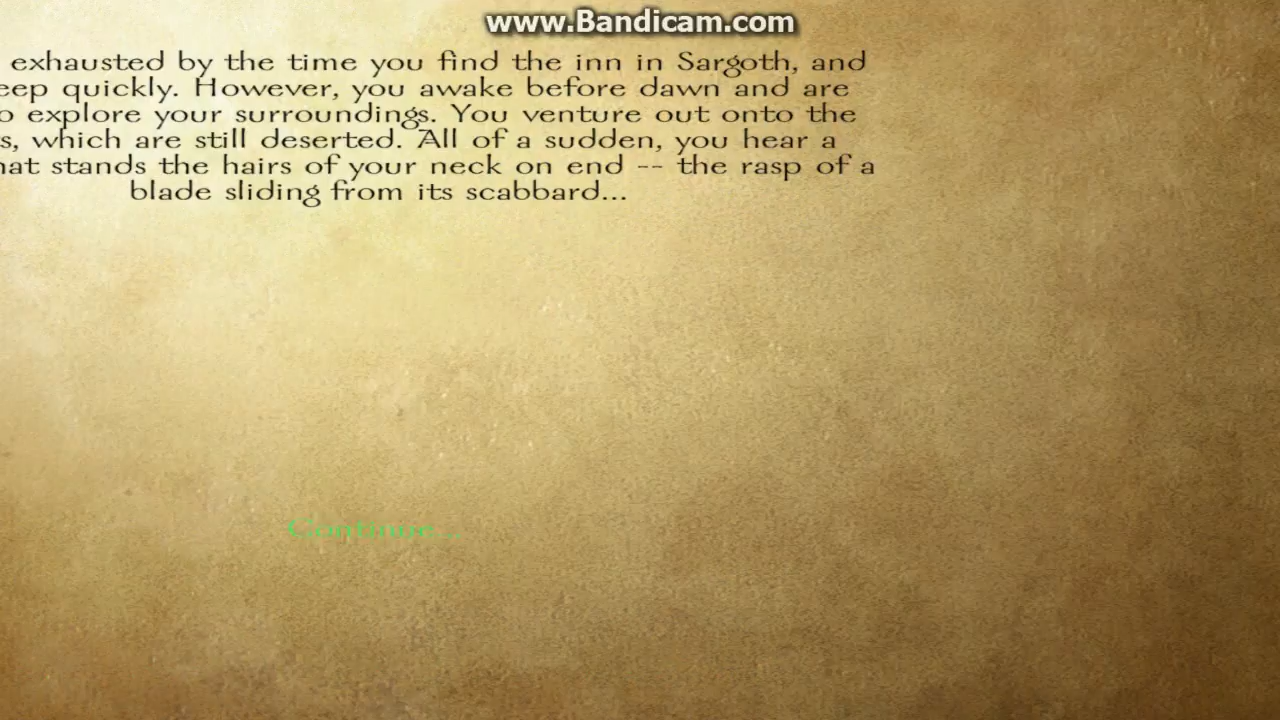 www.Bandicam.com
exhausted by the time you find the inn in Sargoth, and
eep quickly. However, you awake before dawn and are
o explore your surroundings. You venture out onto the
s, which are still deserted. All of a sudden, you hear a
hat stands the hairs of your neck on end -- the rasp of a
blade sliding from its scabbard...
Continue...